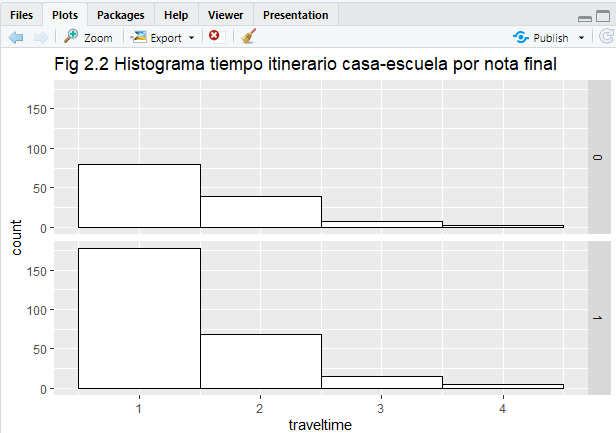 Files Plots Packages Help Viewer Presentation
Zoom Export Publish
Fig 2.2 Histograma tiempo itinerario casa-escuela por nota final
150
100
50
0
0
150
100
50
0
1
count
1 2 3 4
traveltime